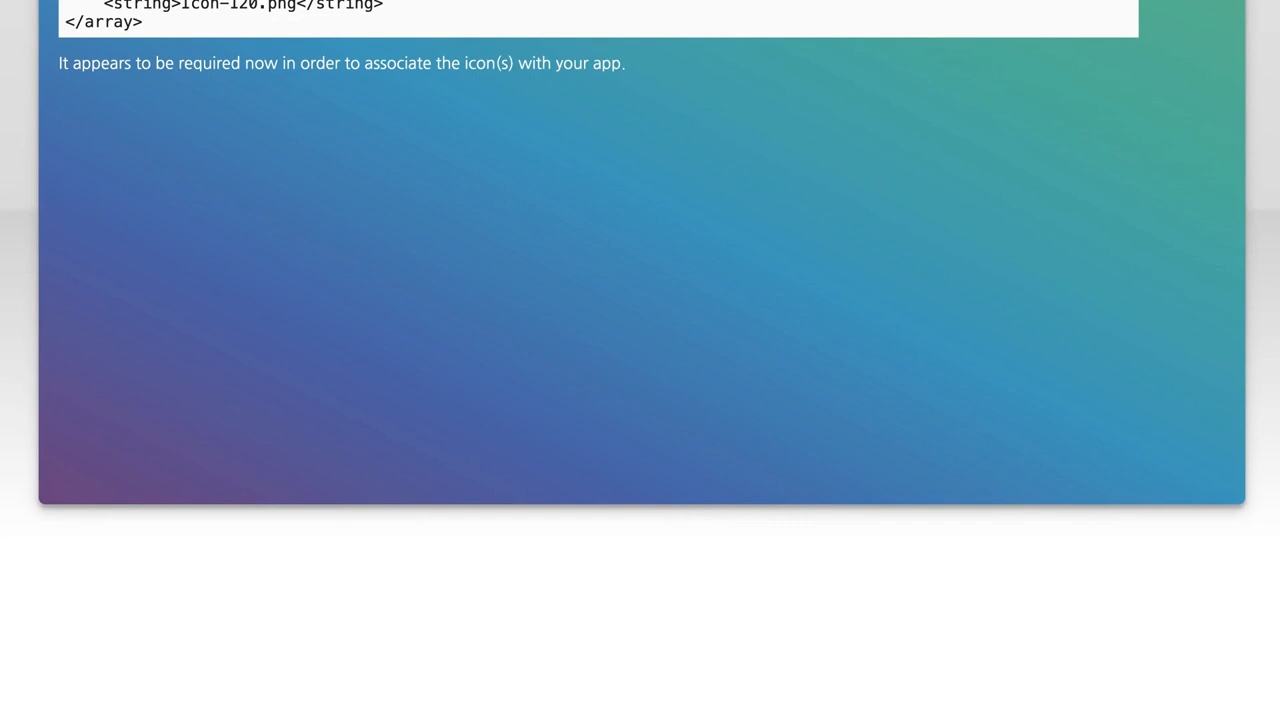 <string>Icon-120.png</string>
</array>
It appears to be required now in order to associate the icon(s) with your app.